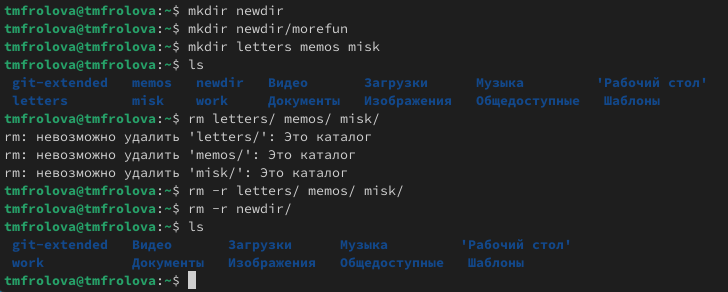 tmfrolova@tmfrolova:~$ mkdir newdir
tmfrolova@tmfrolova:~$ mkdir newdir/morefun
tmfrolova@tmfrolova:~$ mkdir letters memos misk
tmfrolova@tmfrolova:~$ ls
git-extended memos newdir Видео Загрузки Музыка 'Рабочий стол'
letters misk work Документы Изображения Общедоступные Шаблоны
tmfrolova@tmfrolova:~$ rm letters/ memos/ misk/
rm: невозможно удалить 'letters/': Это каталог
rm: невозможно удалить 'memos/': Это каталог
rm: невозможно удалить 'misk/': Это каталог
tmfrolova@tmfrolova:~$ rm -r letters/ memos/ misk/
tmfrolova@tmfrolova:~$ rm -r newdir/
tmfrolova@tmfrolova:~$ ls
git-extended Видео Загрузки Музыка 'Рабочий стол'
work Документы Изображения Общедоступные Шаблоны
tmfrolova@tmfrolova:~$